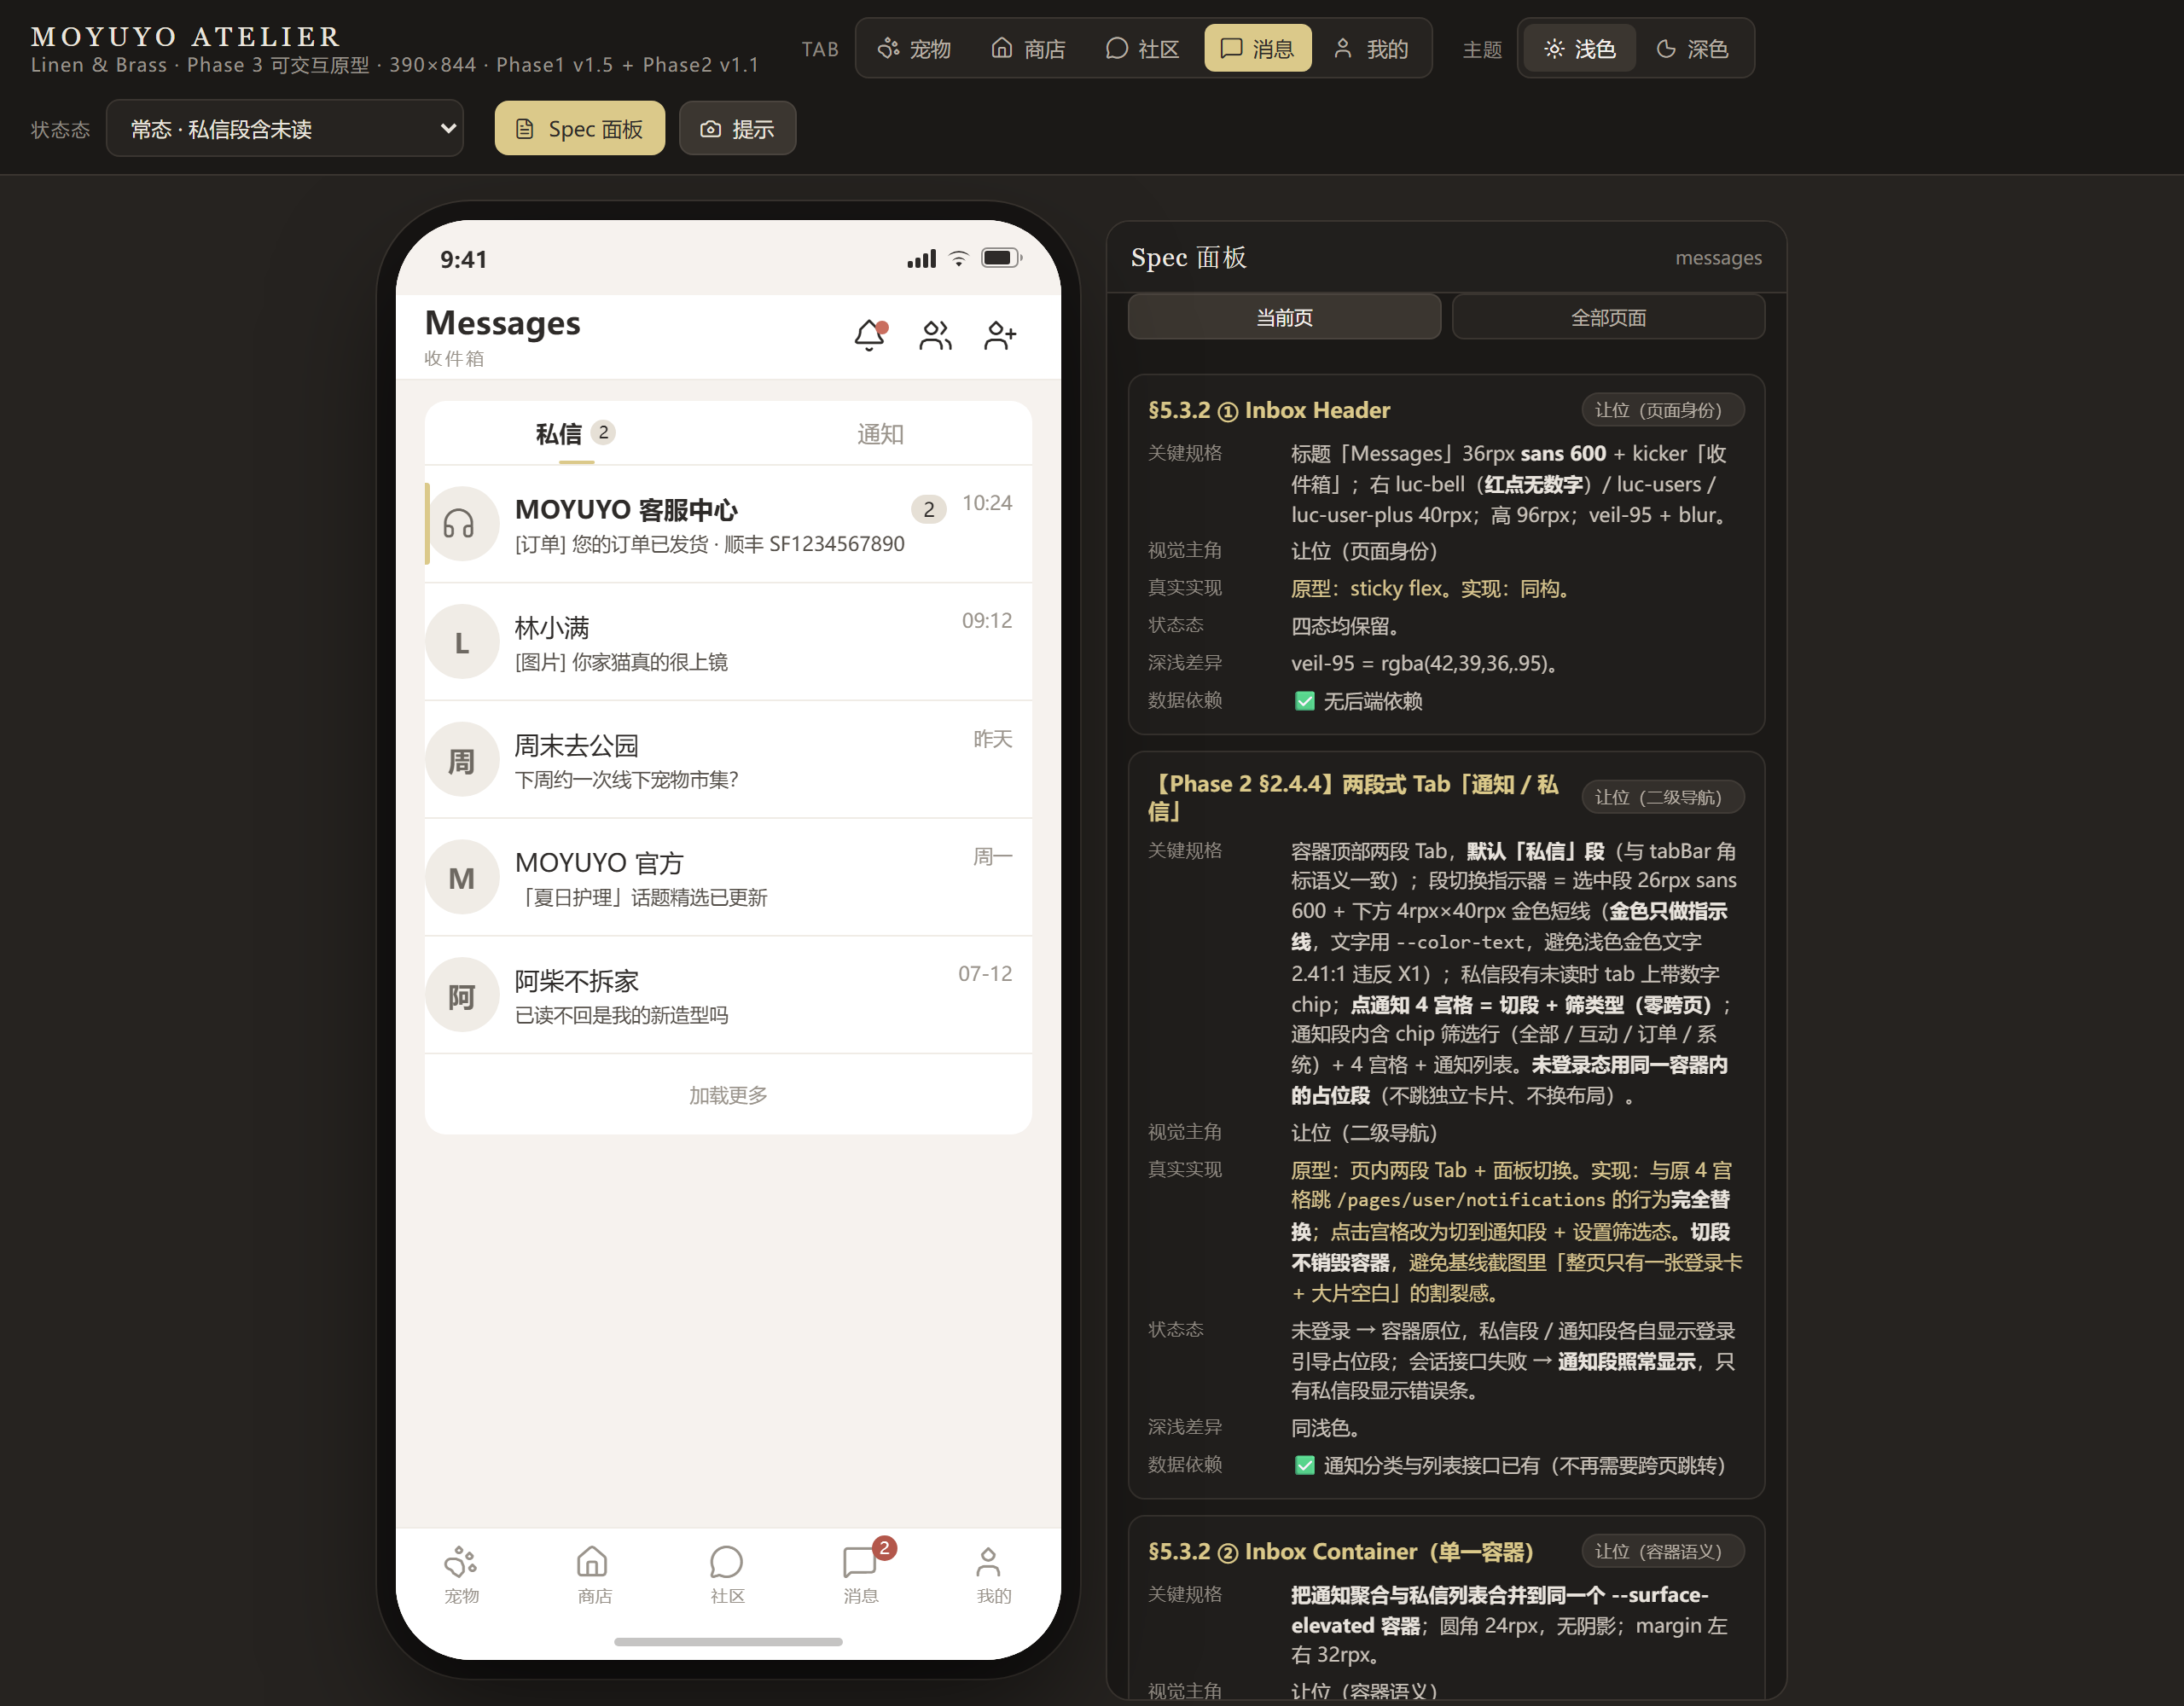 MOYUYO ATELIER
Linen & Brass · Phase 3 可交互原型 · 390×844 · Phase1 v1.5 + Phase2 v1.1
TAB
宠物
商店
社区
消息
我的
主题
浅色
深色
状态态
常态 · 私信段含未读
Spec 面板
提示
9:41
Messages
收件箱
私信 2
通知
MOYUYO 客服中心
2
10:24
[订单] 您的订单已发货 · 顺丰 SF1234567890
L
林小满
09:12
[图片] 你家猫真的很上镜
周
周末去公园
昨天
下周约一次线下宠物市集？
M
MOYUYO 官方
周一
「夏日护理」话题精选已更新
阿
阿柴不拆家
07-12
已读不回是我的新造型吗
加载更多
宠物
商店
社区
2
消息
我的
Spec 面板
messages
当前页
全部页面
§5.3.2 ① Inbox Header
让位（页面身份）
关键规格
标题「Messages」36rpx sans 600 + kicker「收
件箱」；右 luc-bell（红点无数字）/ luc-users /
luc-user-plus 40rpx；高 96rpx；veil-95 + blur。
视觉主角
让位（页面身份）
真实实现
原型：sticky flex。实现：同构。
状态态
四态均保留。
深浅差异
veil-95 = rgba(42,39,36,.95)。
数据依赖
✅ 无后端依赖
【Phase 2 §2.4.4】两段式 Tab「通知 / 私
信」
让位（二级导航）
关键规格
容器顶部两段 Tab，默认「私信」段（与 tabBar 角
标语义一致）；段切换指示器 = 选中段 26rpx sans
600 + 下方 4rpx×40rpx 金色短线（金色只做指示
线，文字用 --color-text，避免浅色金色文字
2.41:1 违反 X1）；私信段有未读时 tab 上带数字
chip；点通知 4 宫格 = 切段 + 筛类型（零跨页）；
通知段内含 chip 筛选行（全部 / 互动 / 订单 / 系
统）+ 4 宫格 + 通知列表。未登录态用同一容器内
的占位段（不跳独立卡片、不换布局）。
视觉主角
让位（二级导航）
真实实现
原型：页内两段 Tab + 面板切换。实现：与原 4 宫
格跳 /pages/user/notifications 的行为完全替
换；点击宫格改为切到通知段 + 设置筛选态。切段
不销毁容器，避免基线截图里「整页只有一张登录卡
+ 大片空白」的割裂感。
状态态
未登录 → 容器原位，私信段 / 通知段各自显示登录
引导占位段；会话接口失败 → 通知段照常显示，只
有私信段显示错误条。
深浅差异
同浅色。
数据依赖
✅ 通知分类与列表接口已有（不再需要跨页跳转）
§5.3.2 ② Inbox Container（单一容器）
让位（容器语义）
关键规格
把通知聚合与私信列表合并到同一个 --surface-
elevated 容器；圆角 24rpx，无阴影；margin 左
右 32rpx。
视觉主角
让位（容器语义）